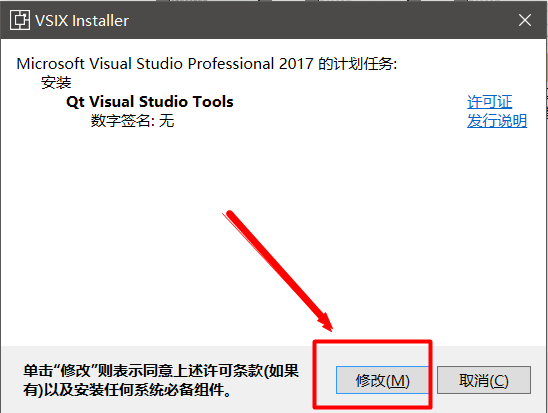 VSIX Installer
Microsoft Visual Studio Professional 2017 的计划任务:
安装
Qt Visual Studio Tools
许可证
数字签名: 无
发行说明
单击“修改”则表示同意上述许可条款(如果
有)以及安装任何系统必备组件。
修改(M)
取消(C)